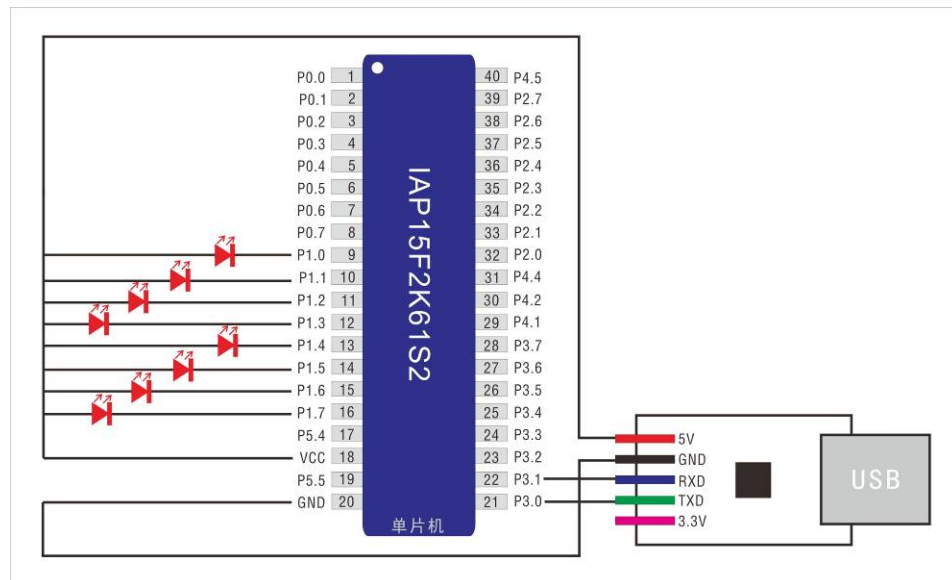 P0.0 1
P0.1 2
P0.2 3
P0.3 4
P0.4 5
P0.5 6
P0.6 7
P0.7 8
P1.0 9
P1.1 10
P1.2 11
P1.3 12
P1.4 13
P1.5 14
P1.6 15
P1.7 16
P5.4 17
VCC 18
P5.5 19
GND 20
IAP15F2K61S2
单片机
40 P4.5
39 P2.7
38 P2.6
37 P2.5
36 P2.4
35 P2.3
34 P2.2
33 P2.1
32 P2.0
31 P4.4
30 P4.2
29 P4.1
28 P3.7
27 P3.6
26 P3.5
25 P3.4
24 P3.3
23 P3.2
22 P3.1
21 P3.0
5V
GND
RXD
TXD
3.3V
USB